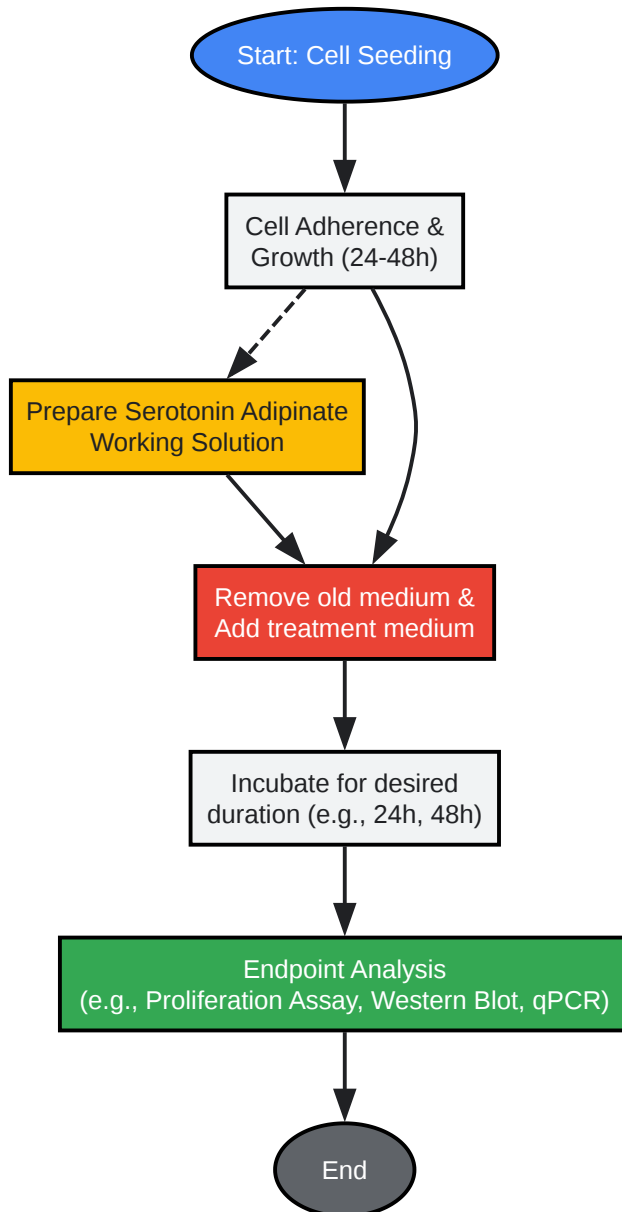 Start: Cell Seeding
Cell Adherence &
Growth (24-48h)
Prepare Serotonin Adipinate
Working Solution
Remove old medium &
Add treatment medium
Incubate for desired
duration (e.g., 24h, 48h)
Endpoint Analysis
(e.g., Proliferation Assay, Western Blot, qPCR)
End